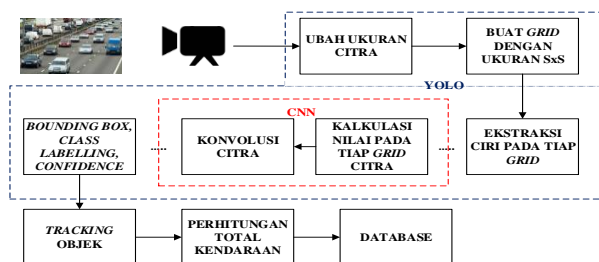 UBAH UKURAN
CITRA
BUAT GRID
DENGAN
UKURAN SxS
YOLO
CNN
BOUNDING BOX,
CLASS
LABELLING,
CONFIDENCE
.....
KONVOLUSI
CITRA
KALKULASI
NILAI PADA
TIAP GRID
CITRA
.....
EKSTRAKSI
CIRI PADA TIAP
GRID
TRACKING
OBJEK
PERHITUNGAN
TOTAL
KENDARAAN
DATABASE